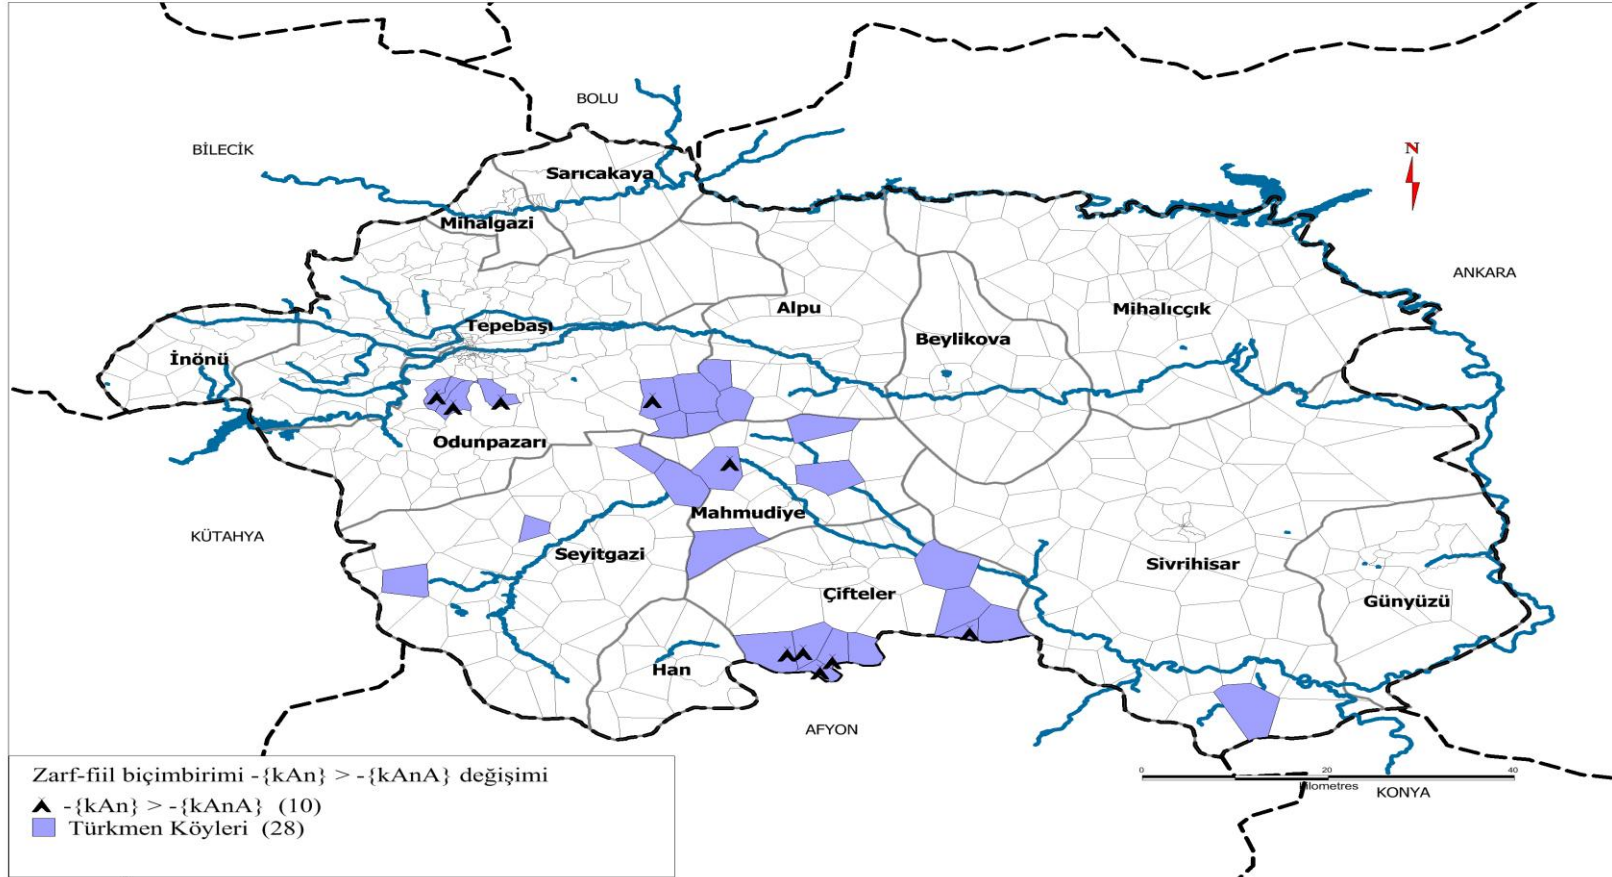 BOLU
BİLECİK
N
Sarıcakaya
Mihalgazi
ANKARA
Alpu
Mihalıccık
Tepebaşı
Beylikova
İnönü
Odunpazarı
Mahmudiye
KÜTAHYA
Seyitgazi
Sivrihisar
Çifteler
Günyüzü
Han
AFYON
Zarf-fiil biçimbirimi -{kAn} > -{kAnA} değişimi
-{kAn} > -{kAnA} (10)
Türkmen Köyleri (28)
0 20 40
kilometres
KONYA